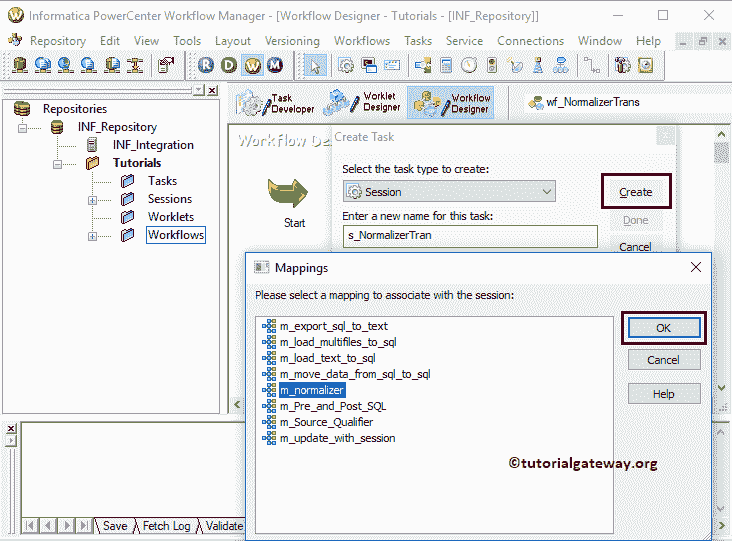 Informatica PowerCenter Workflow Manager - [Workflow Designer - Tutorials - [INF_Repository]]
Repository Edit View Tools Layout Versioning Workflows Tasks Service Connections Window Help
R D W M
Repositories
INF_Repository
INF_Integration
Tutorials
Tasks
Sessions
Worklets
Workflows
Task Developer
Worklet Designer
Workflow Designer
wf_NormalizerTrans
Workflow Des
Start
Create Task
Select the task type to create:
Session
Create
Enter a new name for this task:
Done
s_NormalizerTran
Cancel
Mappings
Please select a mapping to associate with the session:
m_export_sql_to_text
m_load_multifiles_to_sql
m_load_text_to_sql
m_move_data_from_sql_to_sql
m_normalizer
m_Pre_and_Post_SQL
m_Source_Qualifier
m_update_with_session
OK
Cancel
Help
©tutorialgateway.org
Save Fetch Log Validate